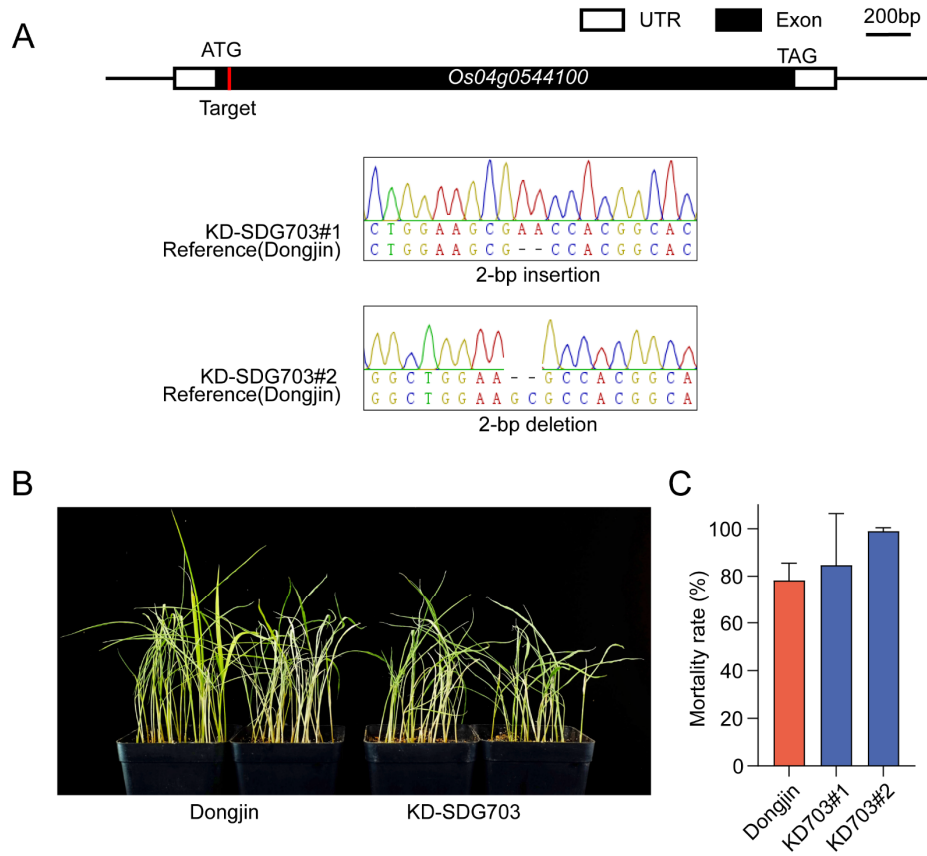 A
UTR
Exon
200bp
ATG
TAG
Os04g0544100
Target
KD-SDG703#1
CTGGAAGCGAACCACGGCAC
Reference(Dongjin)
CTGGAAGCG--CCACGGCAC
2-bp insertion
KD-SDG703#2
GGCTGGAA--GCCACGGCA
Reference(Dongjin)
GGCTGGAAGCGCCACGGCA
2-bp deletion
B
Dongjin
KD-SDG703
C
Mortality rate (%)
100
80
60
40
20
0
Dongjin
KD703#1
KD703#2